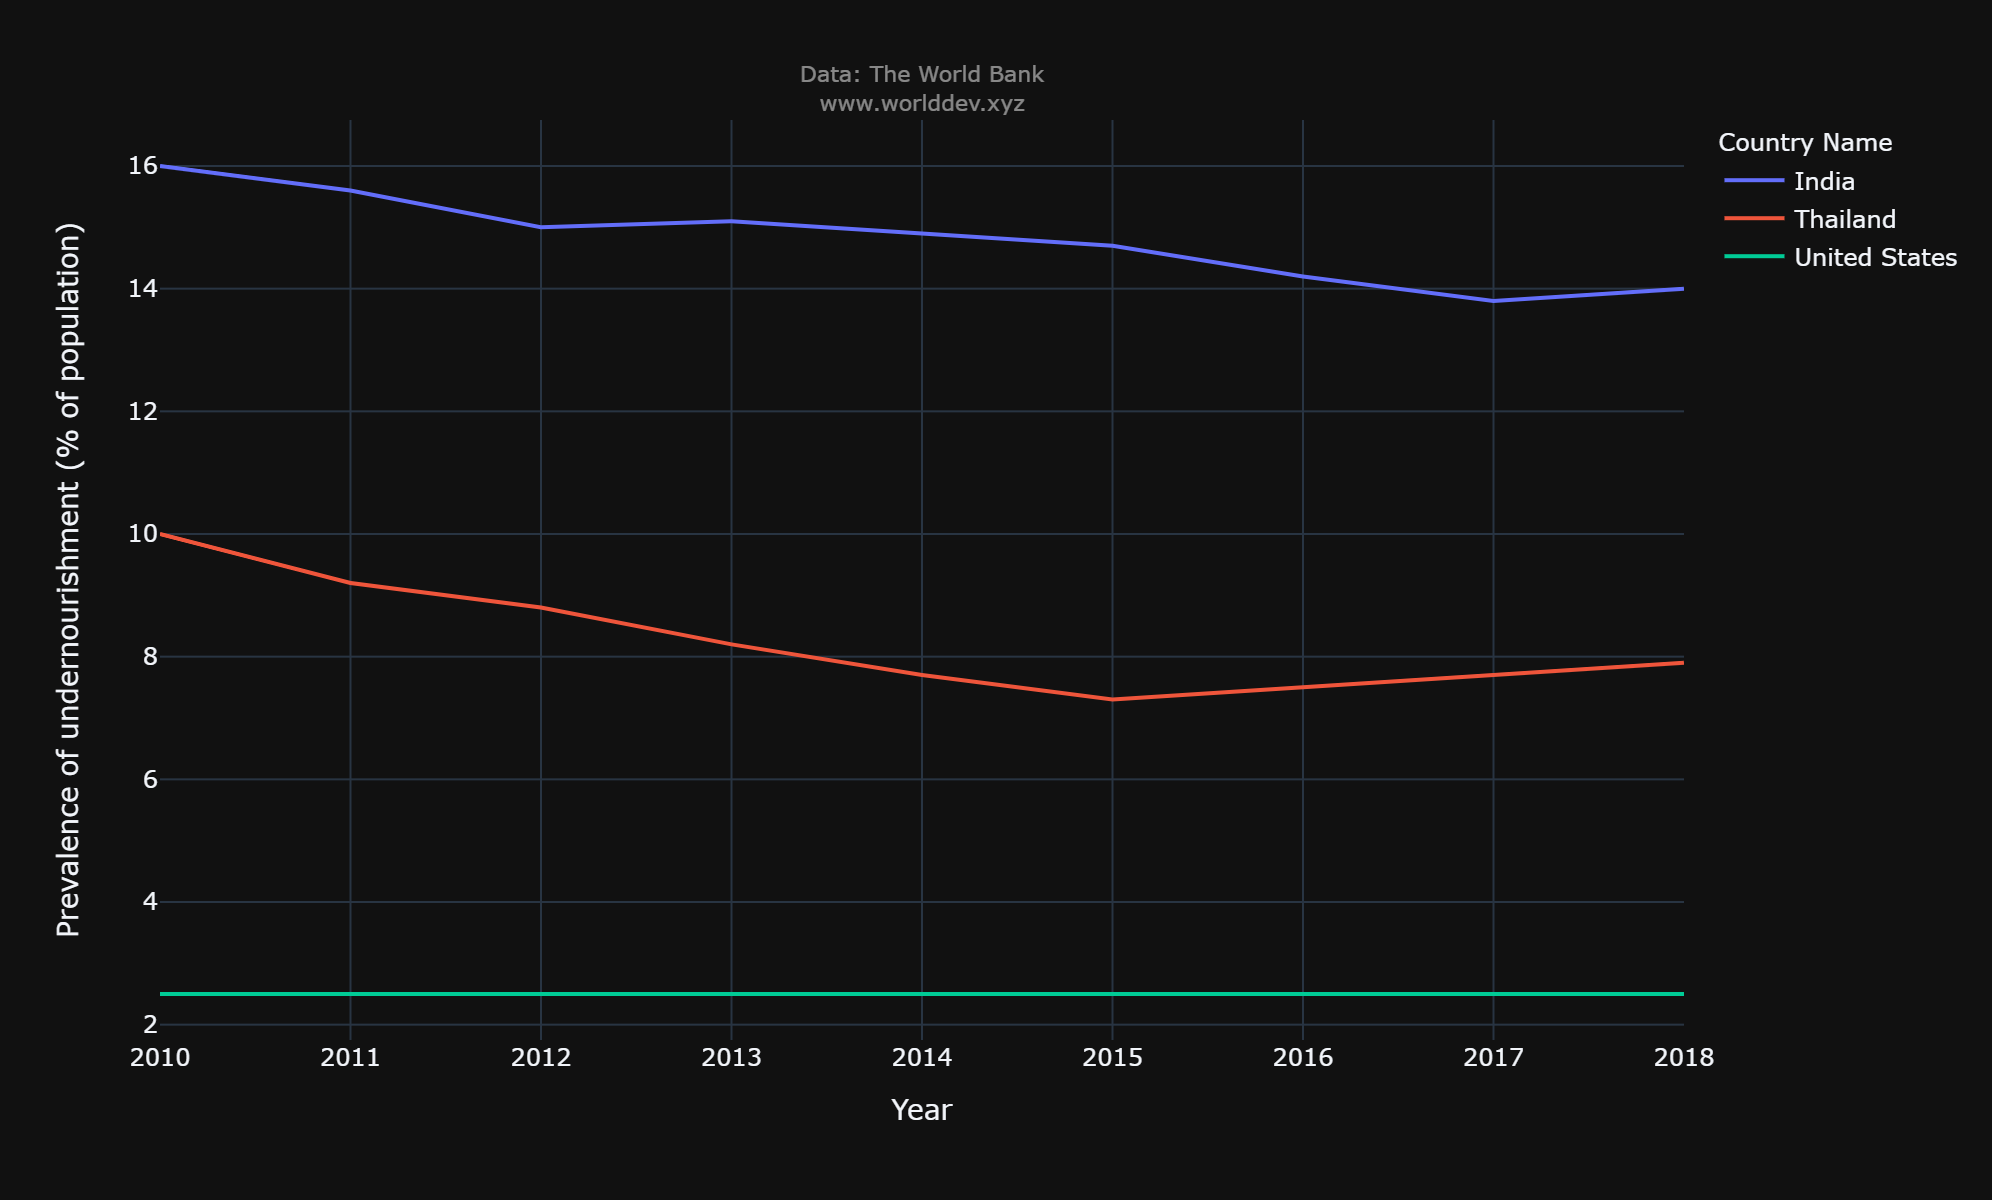 Data: The World Bank
www.worlddev.xyz
Country Name
India
Thailand
United States
Prevalence of undernourishment (% of population)
16
14
12
10
8
6
4
2
2010 2011 2012 2013 2014 2015 2016 2017 2018
Year